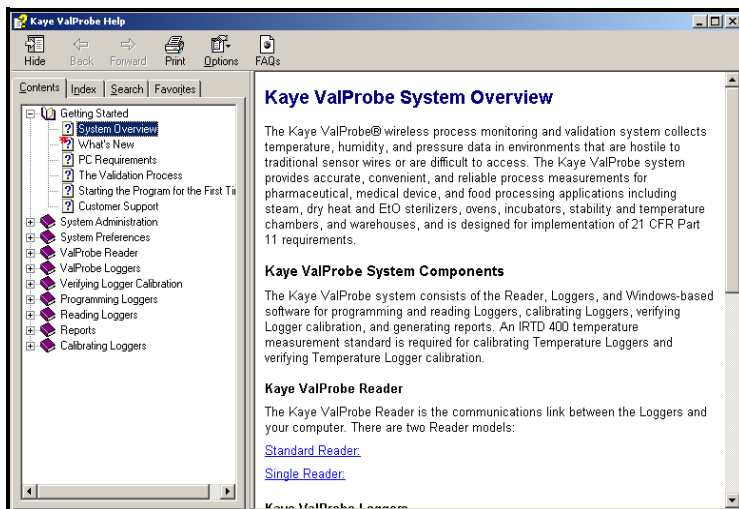 Kaye ValProbe Help
Hide Back Forward Print Options FAQs
Contents Index Search Favorites
Getting Started
System Overview
What's New
PC Requirements
The Validation Process
Starting the Program for the First Ti
Customer Support
System Administration
System Preferences
ValProbe Reader
ValProbe Loggers
Verifying Logger Calibration
Programming Loggers
Reading Loggers
Reports
Calibrating Loggers
Kaye ValProbe System Overview
The Kaye ValProbe® wireless process monitoring and validation system collects
temperature, humidity, and pressure data in environments that are hostile to
traditional sensor wires or are difficult to access. The Kaye ValProbe system
provides accurate, convenient, and reliable process measurements for
pharmaceutical, medical device, and food processing applications including
steam, dry heat and EtO sterilizers, ovens, incubators, stability and temperature
chambers, and warehouses, and is designed for implementation of 21 CFR Part
11 requirements.
Kaye ValProbe System Components
The Kaye ValProbe system consists of the Reader, Loggers, and Windows-based
software for programming and reading Loggers, calibrating Loggers, verifying
Logger calibration, and generating reports. An IRTD 400 temperature
measurement standard is required for calibrating Temperature Loggers and
verifying Temperature Logger calibration.
Kaye ValProbe Reader
The Kaye ValProbe Reader is the communications link between the Loggers and
your computer. There are two Reader models:
Standard Reader:
Single Reader:
Kaye ValProbe Loggers